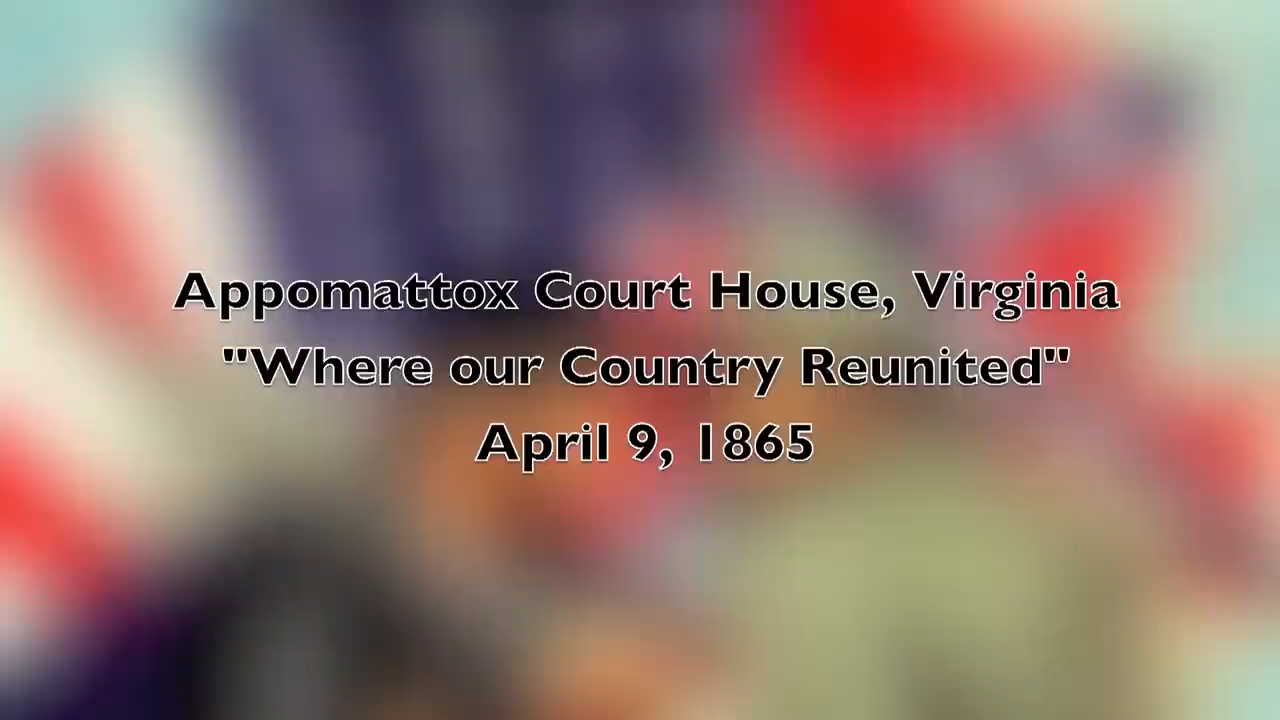 Appomattox Court House, Virginia
"Where our Country Reunited"
April 9, 1865